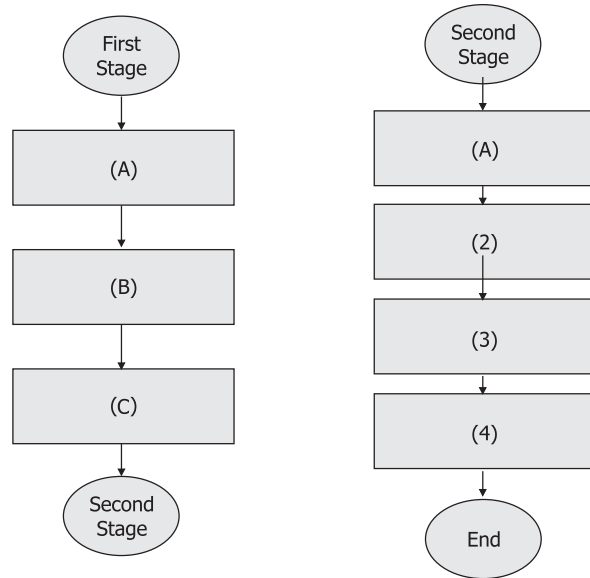 First
Stage
(A)
(B)
(C)
Second
Stage
Second
Stage
(A)
(2)
(3)
(4)
End